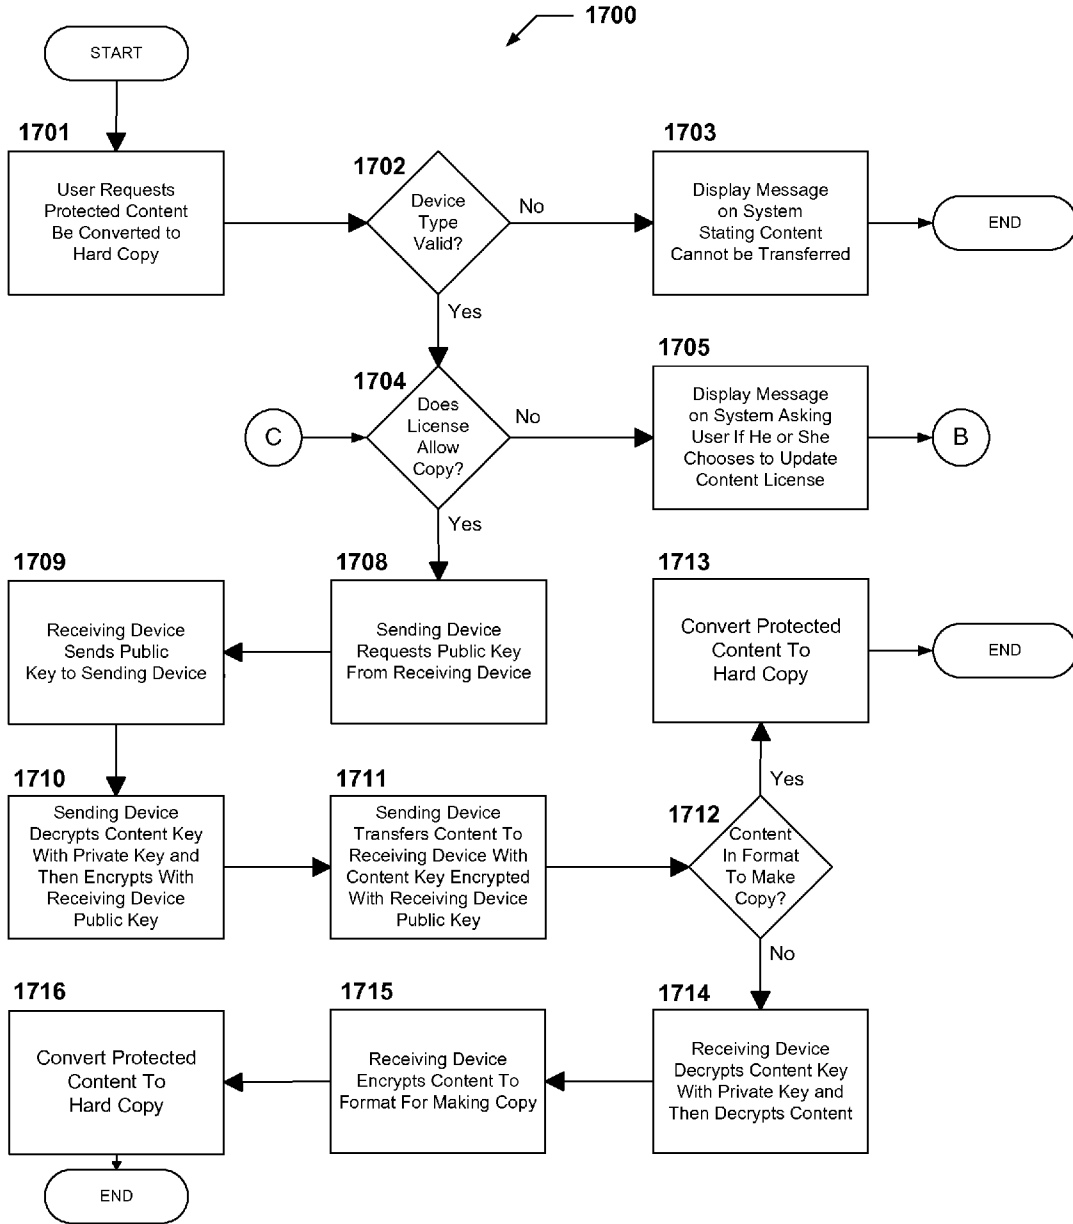 1700
START
1701
User Requests
Protected Content
Be Converted to
Hard Copy
1702
Device
Type
Valid?
No
Yes
1703
Display Message
on System
Stating Content
Cannot be Transferred
END
C
1704
Does
License
Allow
Copy?
No
Yes
1705
Display Message
on System Asking
User If He or She
Chooses to Update
Content License
B
1709
Receiving Device
Sends Public
Key to Sending Device
1708
Sending Device
Requests Public Key
From Receiving Device
1713
Convert Protected
Content To
Hard Copy
END
1710
Sending Device
Decrypts Content Key
With Private Key and
Then Encrypts With
Receiving Device
Public Key
1711
Sending Device
Transfers Content To
Receiving Device With
Content Key Encrypted
With Receiving Device
Public Key
Yes
1712
Content
In Format
To Make
Copy?
No
1716
Convert Protected
Content To
Hard Copy
1715
Receiving Device
Encrypts Content To
Format For Making Copy
1714
Receiving Device
Decrypts Content Key
With Private Key and
Then Decrypts Content
END